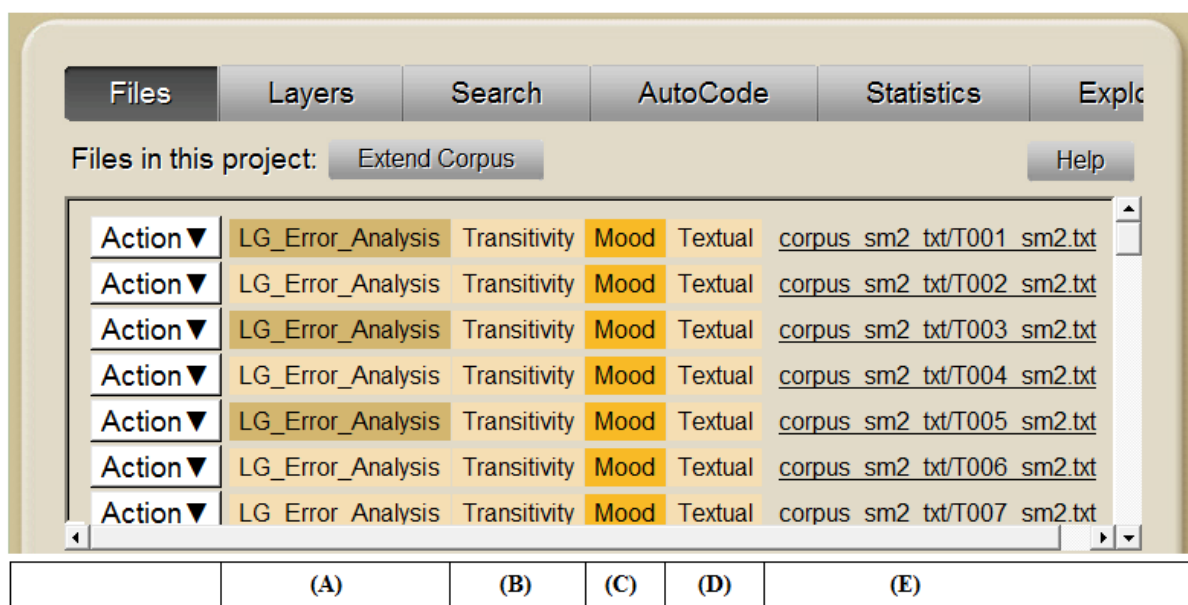 Files Layers Search AutoCode Statistics Explo
Files in this project: Extend Corpus Help
Action▼ LG_Error_Analysis Transitivity Mood Textual corpus_sm2_txt/T001_sm2.txt
Action▼ LG_Error_Analysis Transitivity Mood Textual corpus_sm2_txt/T002_sm2.txt
Action▼ LG_Error_Analysis Transitivity Mood Textual corpus_sm2_txt/T003_sm2.txt
Action▼ LG_Error_Analysis Transitivity Mood Textual corpus_sm2_txt/T004_sm2.txt
Action▼ LG_Error_Analysis Transitivity Mood Textual corpus_sm2_txt/T005_sm2.txt
Action▼ LG_Error_Analysis Transitivity Mood Textual corpus_sm2_txt/T006_sm2.txt
Action▼ LG_Error_Analysis Transitivity Mood Textual corpus_sm2_txt/T007_sm2.txt
(A) (B) (C) (D) (E)